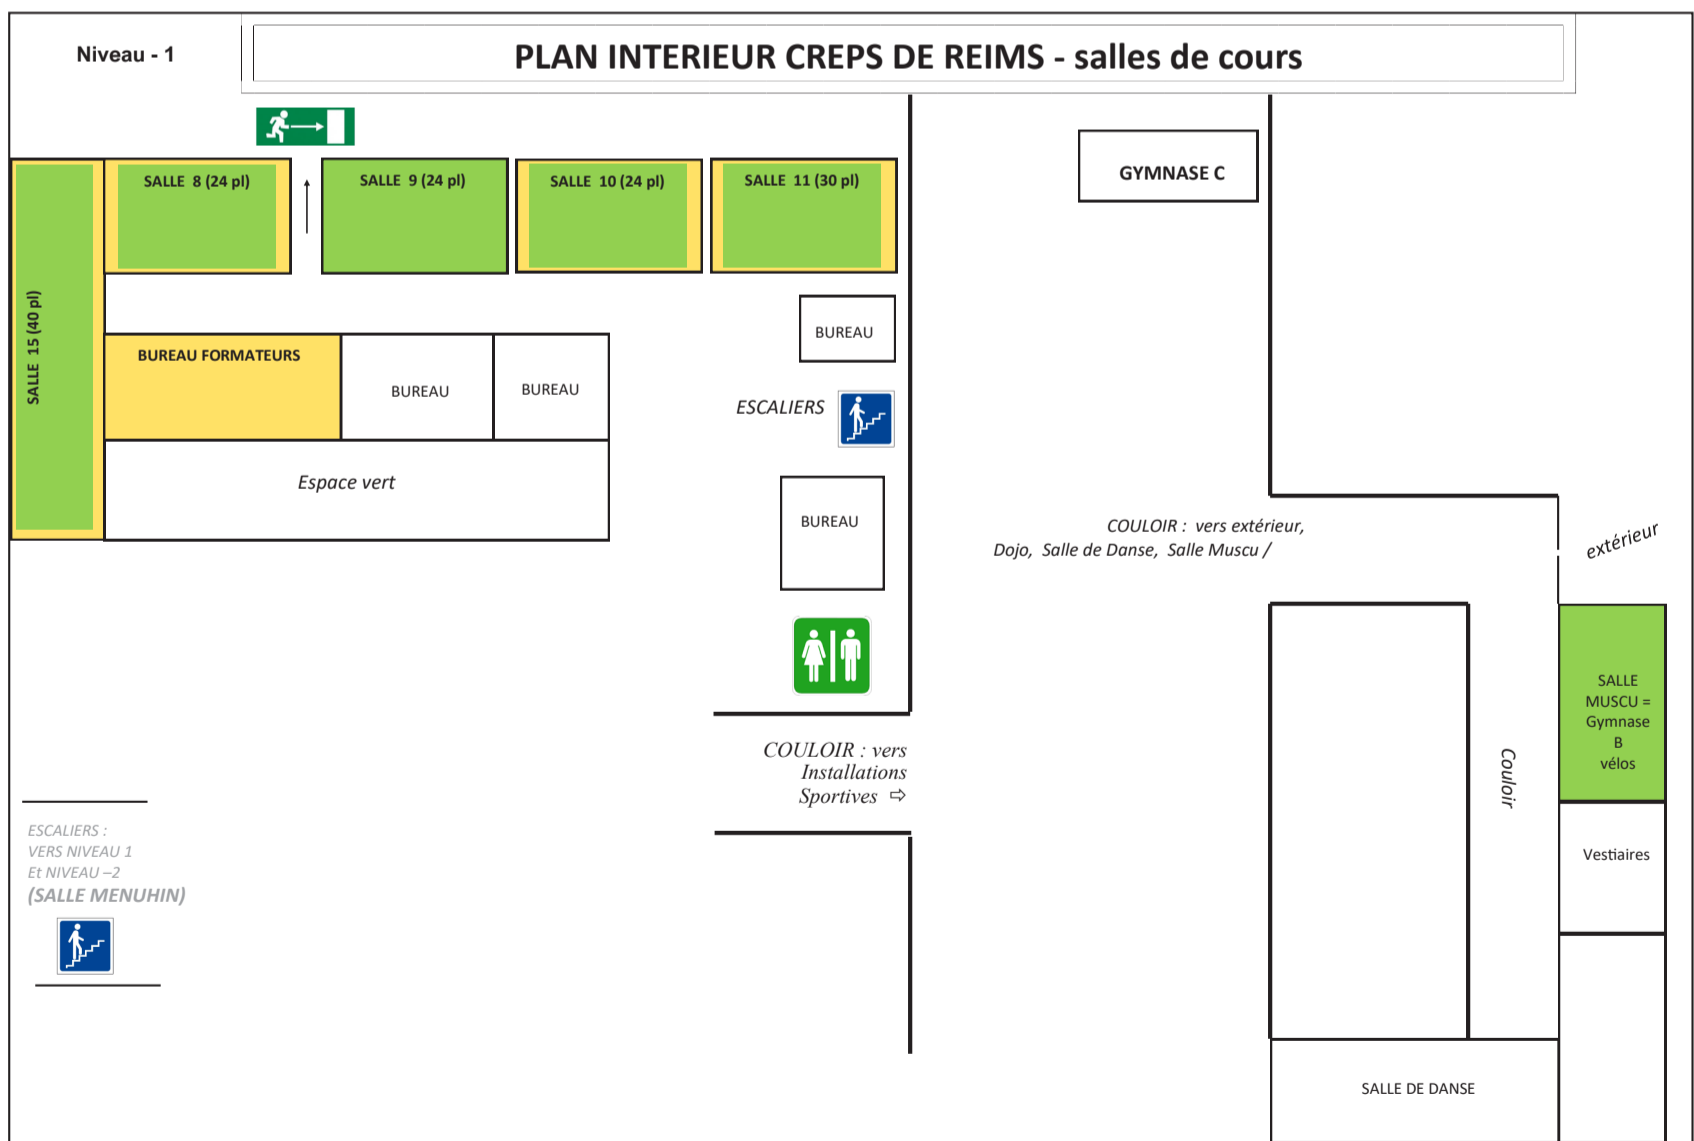 Niveau - 1
PLAN INTERIEUR CREPS DE REIMS - salles de cours
SALLE 8 (24 pl)
SALLE 9 (24 pl)
SALLE 10 (24 pl)
SALLE 11 (30 pl)
GYMNASE C
SALLE 15 (40 pl)
BUREAU FORMATEURS
BUREAU
BUREAU
BUREAU
ESCALIERS
Espace vert
BUREAU
COULOIR : vers extérieur,
Dojo, Salle de Danse, Salle Muscu /
extérieur
SALLE
MUSCU =
Gymnase
B
vélos
COULOIR : vers
Installations
Sportives ⇨
Couloir
ESCALIERS :
VERS NIVEAU 1
Et NIVEAU –2
(SALLE MENUHIN)
Vestiaires
SALLE DE DANSE